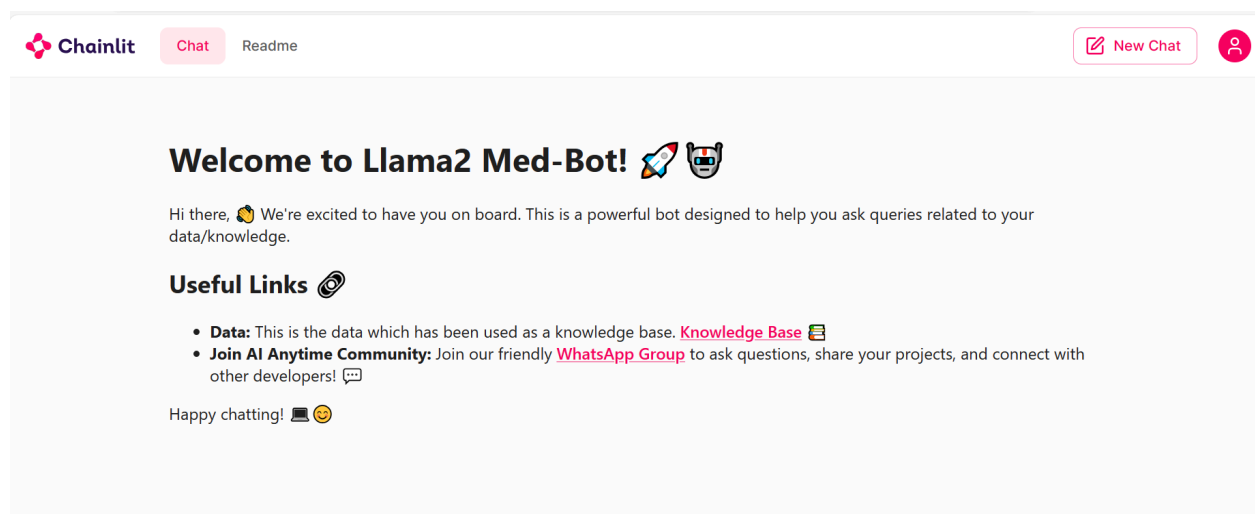 Chainlit Chat Readme New Chat
Welcome to Llama2 Med-Bot! 🚀🤖
Hi there, 👋 We're excited to have you on board. This is a powerful bot designed to help you ask queries related to your
data/knowledge.
Useful Links 🔗
• Data: This is the data which has been used as a knowledge base. Knowledge Base 📚
• Join AI Anytime Community: Join our friendly WhatsApp Group to ask questions, share your projects, and connect with
other developers! 💬
Happy chatting! 💻😊